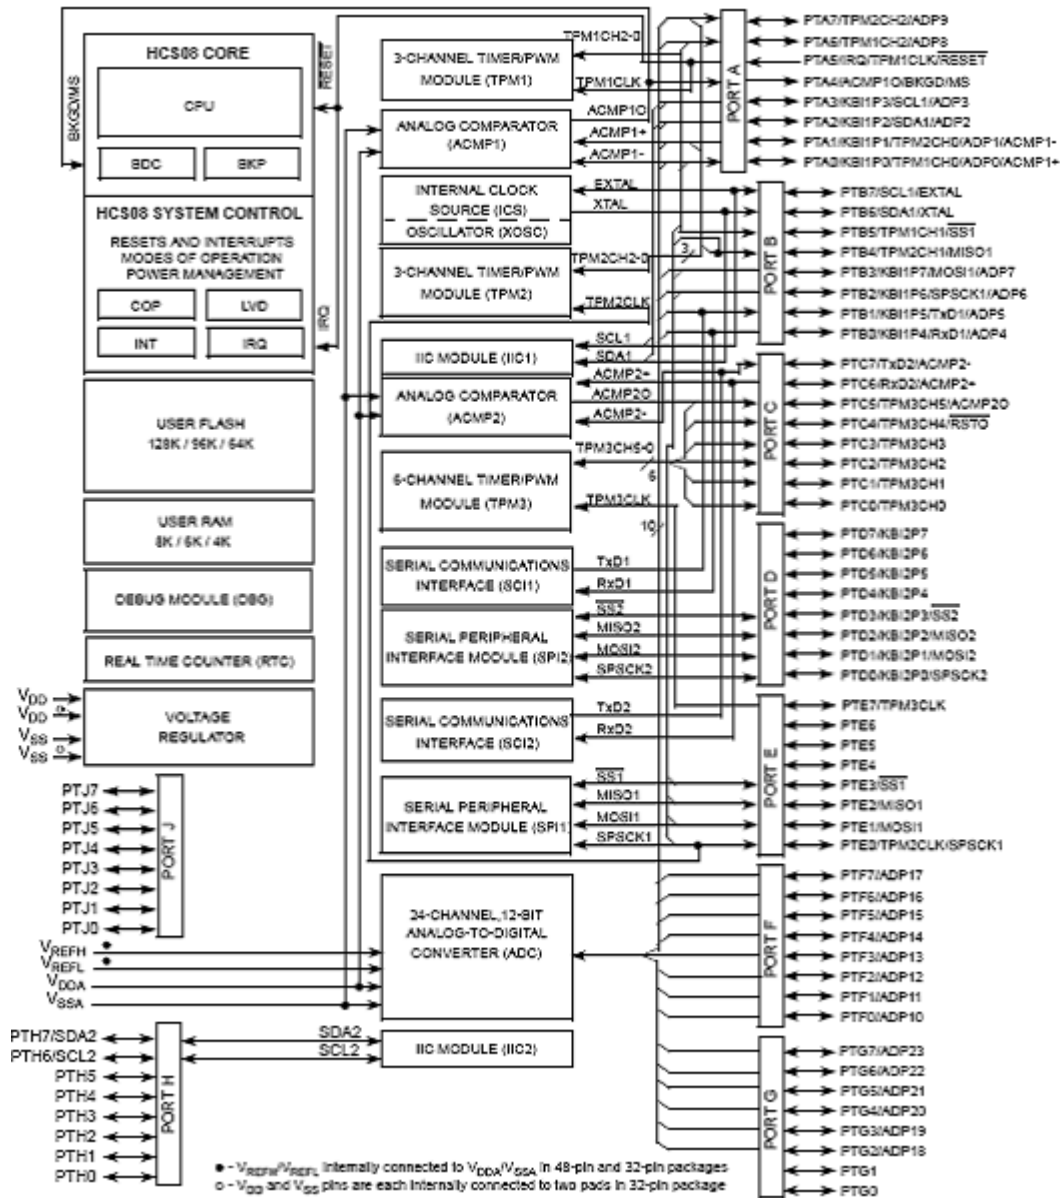 HCS08 CORE
CPU
BDC
BKP
HCS08 SYSTEM CONTROL
RESETS AND INTERRUPTS
MODES OF OPERATION
POWER MANAGEMENT
COP
LVD
INT
IRQ
USER FLASH
128K / 96K / 64K
USER RAM
8K / 6K / 4K
DEBUG MODULE (DBG)
REAL TIME COUNTER (RTC)
VOLTAGE
REGULATOR
VDD
VDD
VSS
VSS
BKGD/MS
RESET
IRQ
PTJ7
PTJ6
PTJ5
PTJ4
PTJ3
PTJ2
PTJ1
PTJ0
PORT J
VREFH
VREFL
VDDA
VSSA
PTH7/SDA2
PTH6/SCL2
PTH5
PTH4
PTH3
PTH2
PTH1
PTH0
PORT H
SDA2
SCL2
3-CHANNEL TIMER/PWM
MODULE (TPM1)
TPM1CH2-0
TPM1CLK
ANALOG COMPARATOR
(ACMP1)
ACMP1O
ACMP1+
ACMP1-
INTERNAL CLOCK
SOURCE (ICS)
OSCILLATOR (XOSC)
EXTAL
XTAL
3-CHANNEL TIMER/PWM
MODULE (TPM2)
TPM2CH2-0
3
TPM2CLK
IIC MODULE (IIC1)
SCL1
SDA1
ANALOG COMPARATOR
(ACMP2)
ACMP2+
ACMP2O
ACMP2-
6-CHANNEL TIMER/PWM
MODULE (TPM3)
TPM3CH5-0
6
TPM3CLK
10
SERIAL COMMUNICATIONS
INTERFACE (SCI1)
TxD1
RxD1
SERIAL PERIPHERAL
INTERFACE MODULE (SPI2)
SS2
MISO2
MOSI2
SPSCK2
SERIAL COMMUNICATIONS
INTERFACE (SCI2)
TxD2
RxD2
SERIAL PERIPHERAL
INTERFACE MODULE (SPI1)
SS1
MISO1
MOSI1
SPSCK1
24-CHANNEL,12-BIT
ANALOG-TO-DIGITAL
CONVERTER (ADC)
IIC MODULE (IIC2)
PORT A
PTA7/TPM2CH2/ADP9
PTA6/TPM1CH2/ADP8
PTA5/IRQ/TPM1CLK/RESET
PTA4/ACMP1O/BKGD/MS
PTA3/KBI1P3/SCL1/ADP3
PTA2/KBI1P2/SDA1/ADP2
PTA1/KBI1P1/TPM2CH0/ADP1/ACMP1-
PTA0/KBI1P0/TPM1CH0/ADP0/ACMP1+
PORT B
PTB7/SCL1/EXTAL
PTB6/SDA1/XTAL
PTB5/TPM1CH1/SS1
PTB4/TPM2CH1/MISO1
PTB3/KBI1P7/MOSI1/ADP7
PTB2/KBI1P6/SPSCK1/ADP6
PTB1/KBI1P5/TxD1/ADP5
PTB0/KBI1P4/RxD1/ADP4
PORT C
PTC7/TxD2/ACMP2-
PTC6/RxD2/ACMP2+
PTC5/TPM3CH5/ACMP2O
PTC4/TPM3CH4/RSTO
PTC3/TPM3CH3
PTC2/TPM3CH2
PTC1/TPM3CH1
PTC0/TPM3CH0
PORT D
PTD7/KBI2P7
PTD6/KBI2P6
PTD5/KBI2P5
PTD4/KBI2P4
PTD3/KBI2P3/SS2
PTD2/KBI2P2/MISO2
PTD1/KBI2P1/MOSI2
PTD0/KBI2P0/SPSCK2
PORT E
PTE7/TPM3CLK
PTE6
PTE5
PTE4
PTE3/SS1
PTE2/MISO1
PTE1/MOSI1
PTE0/TPM2CLK/SPSCK1
PORT F
PTF7/ADP17
PTF6/ADP16
PTF5/ADP15
PTF4/ADP14
PTF3/ADP13
PTF2/ADP12
PTF1/ADP11
PTF0/ADP10
PORT G
PTG7/ADP23
PTG6/ADP22
PTG5/ADP21
PTG4/ADP20
PTG3/ADP19
PTG2/ADP18
PTG1
PTG0
● - VREFH/VREFL internally connected to VDDA/VSSA in 48-pin and 32-pin packages
o - VDD and VSS pins are each internally connected to two pads in 32-pin package